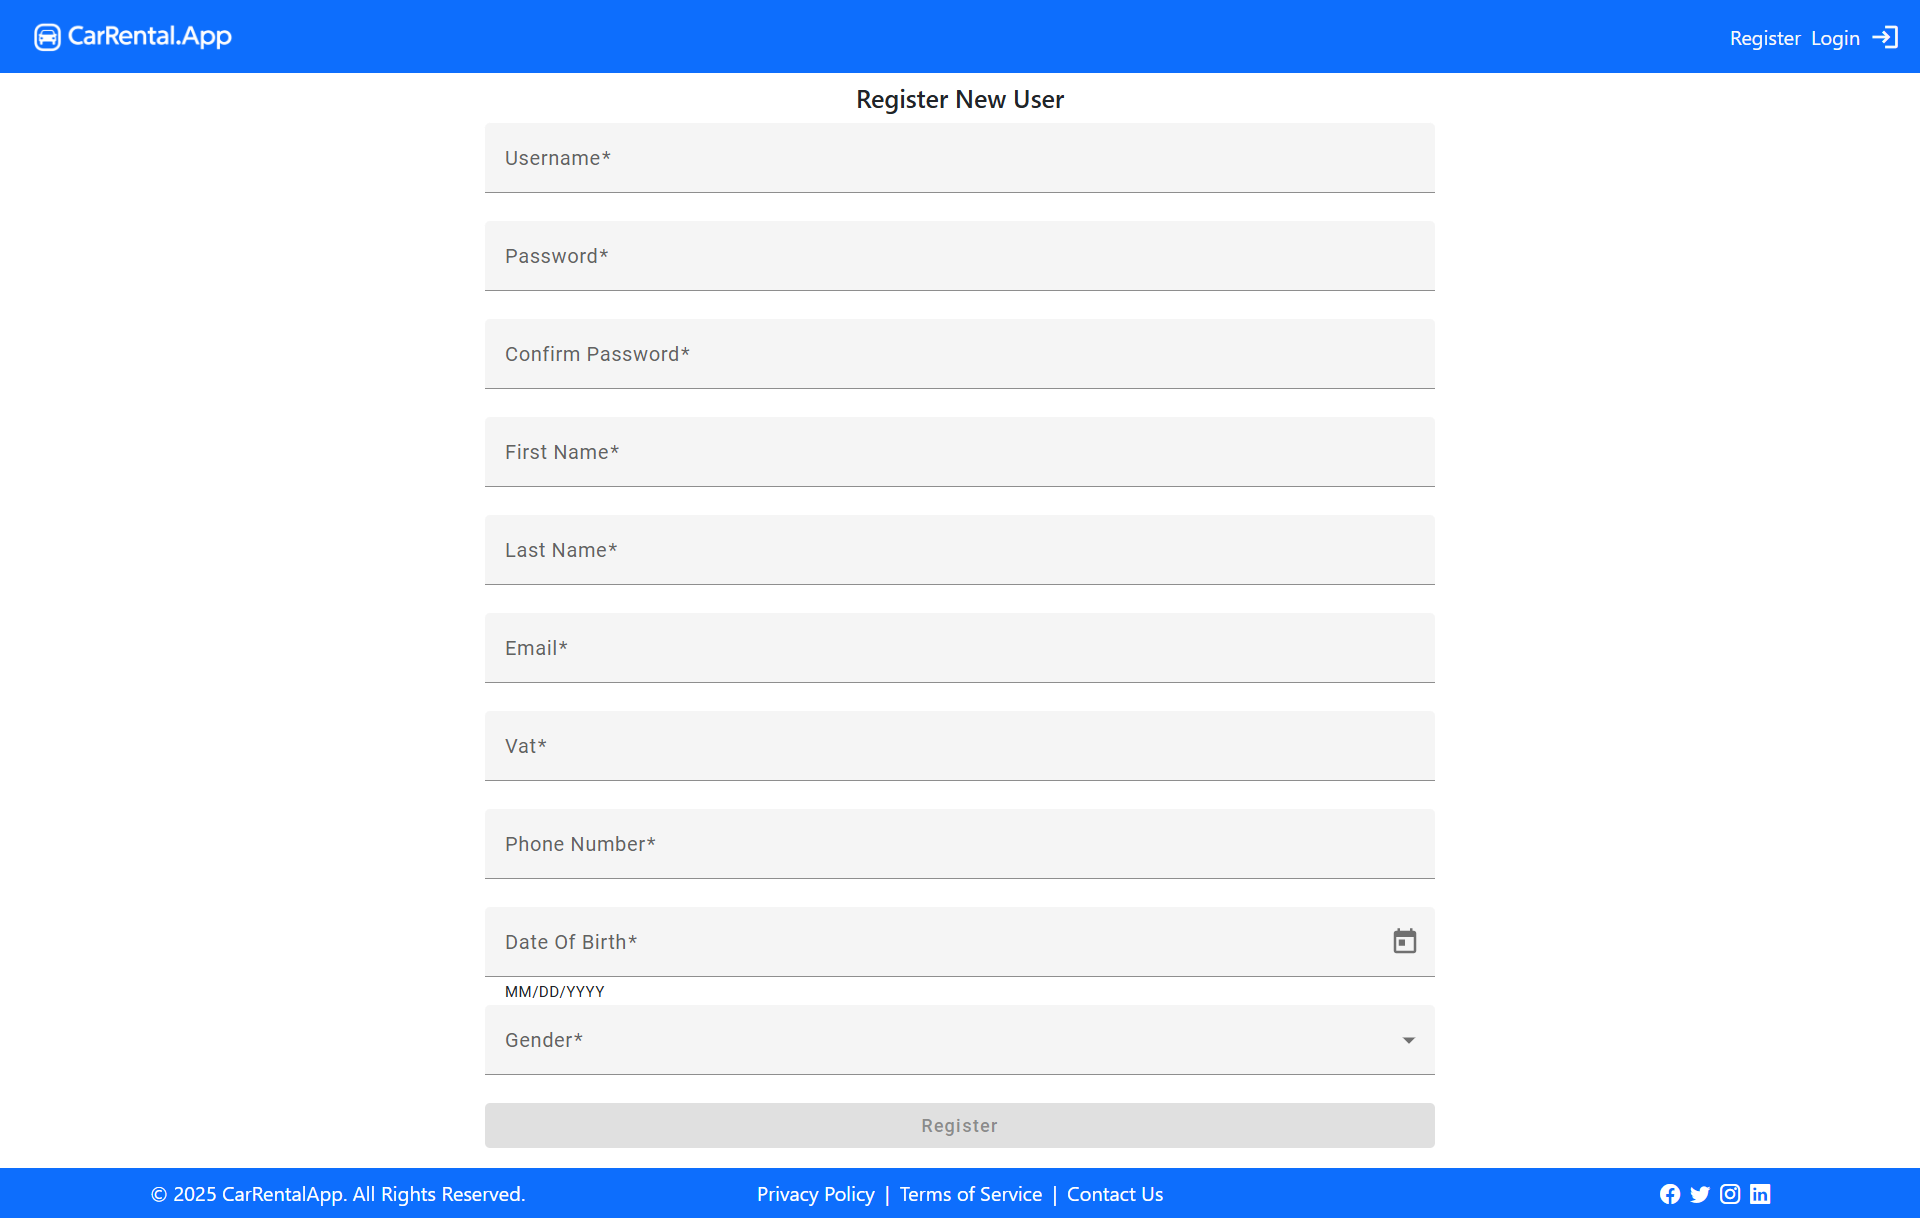 CarRental.App
Register Login
Register New User
Username*
Password*
Confirm Password*
First Name*
Last Name*
Email*
Vat*
Phone Number*
Date Of Birth*
MM/DD/YYYY
Gender*
Register
© 2025 CarRentalApp. All Rights Reserved. Privacy Policy | Terms of Service | Contact Us